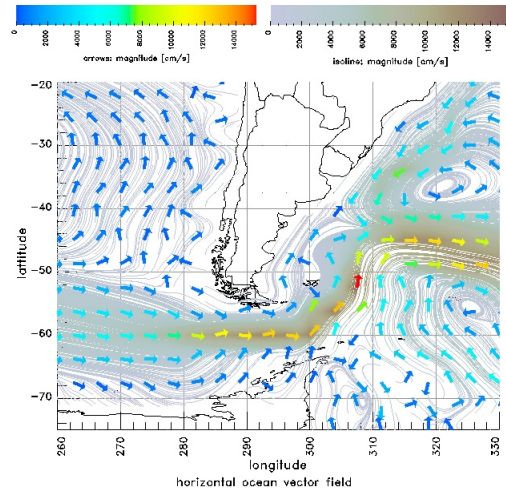 0 2000 4000 6000 8000 10000 12000 14000
0 2000 4000 6000 8000 10000 12000 14000
arrows: magnitude [cm/s]
isoline: magnitude [cm/s]
-20
-30
-40
-50
-60
-70
lattitude
260 270 280 290 300 310 320 330
longitude
horizontal ocean vector field